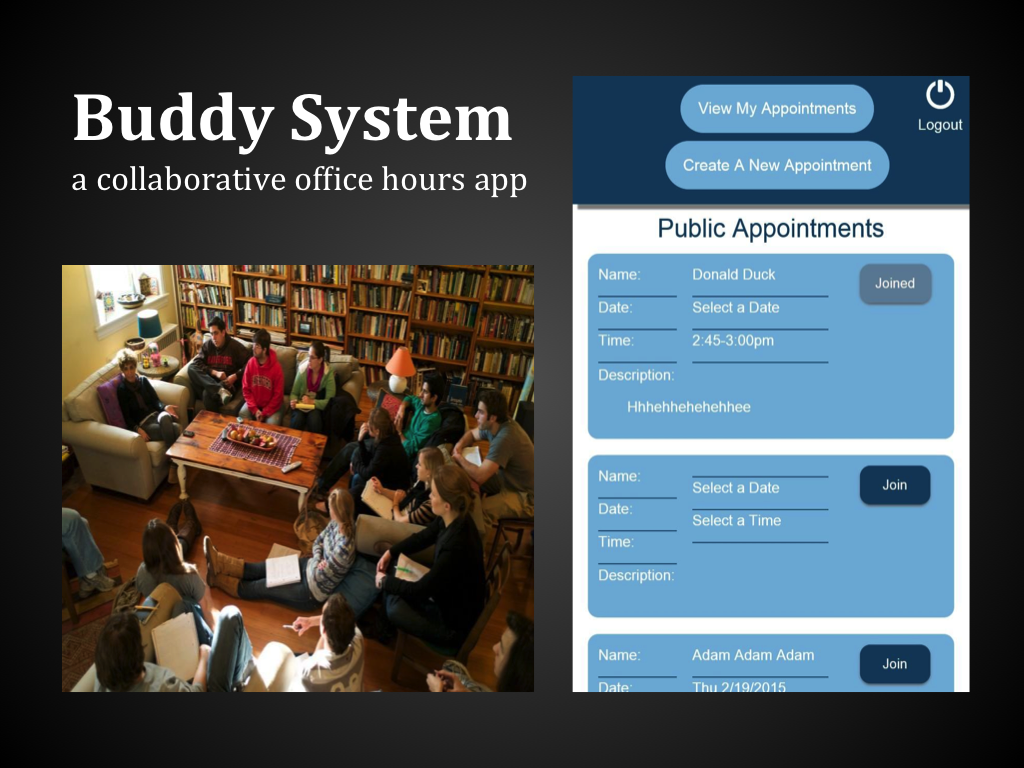 Buddy System
a collaborative office hours app
View My Appointments
Logout
Create A New Appointment
Public Appointments
Name: Donald Duck Joined
Date: Select a Date
Time: 2:45-3:00pm
Description:
Hhhehhehehehhee
Name: Join
Select a Date
Date:
Select a Time
Time:
Description:
Name: Adam Adam Adam Join
Date: Thu 2/19/2015